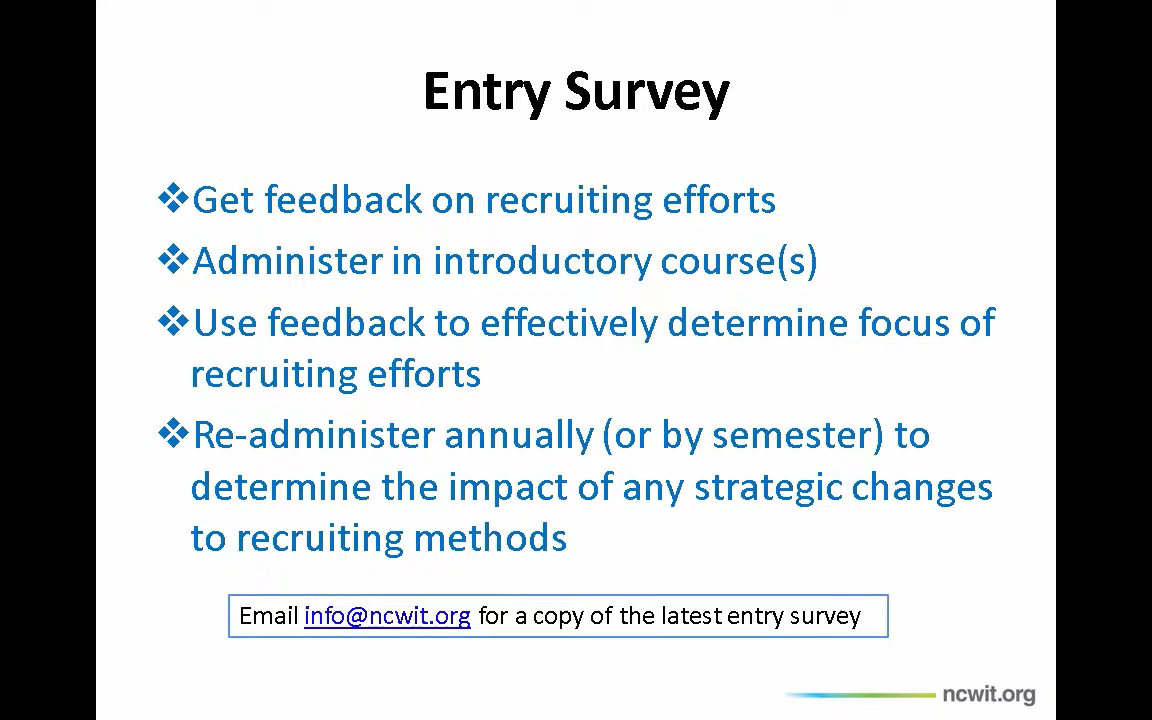 Entry Survey
❖Get feedback on recruiting efforts
❖Administer in introductory course(s)
❖Use feedback to effectively determine focus of
recruiting efforts
❖Re-administer annually (or by semester) to
determine the impact of any strategic changes
to recruiting methods
Email info@ncwit.org for a copy of the latest entry survey
ncwit.org